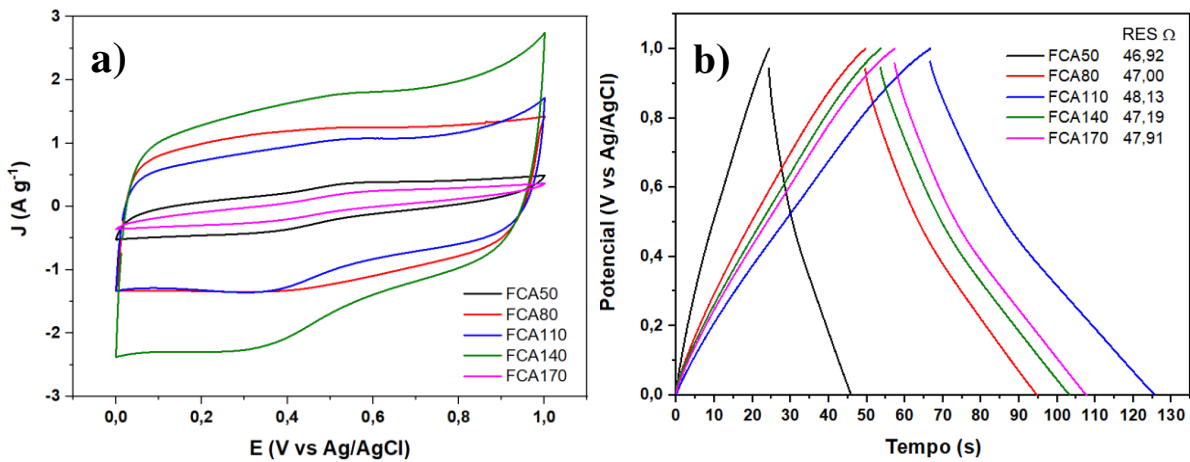 a)
3
2
1
0
-1
-2
-3
J (A g-1)
0,0 0,2 0,4 0,6 0,8 1,0
E (V vs Ag/AgCl)
FCA50
FCA80
FCA110
FCA140
FCA170
b)
1,0
0,8
0,6
0,4
0,2
0,0
Potencial (V vs Ag/AgCl)
0 10 20 30 40 50 60 70 80 90 100 110 120 130
Tempo (s)
RES Ω
FCA50 46,92
FCA80 47,00
FCA110 48,13
FCA140 47,19
FCA170 47,91